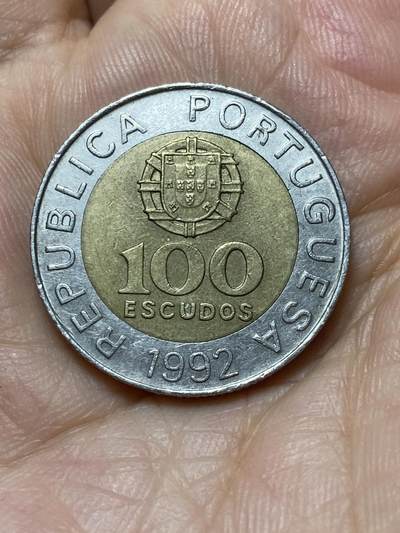 REPUBLICA PORTUGUESA
100
ESCUDOS
1992